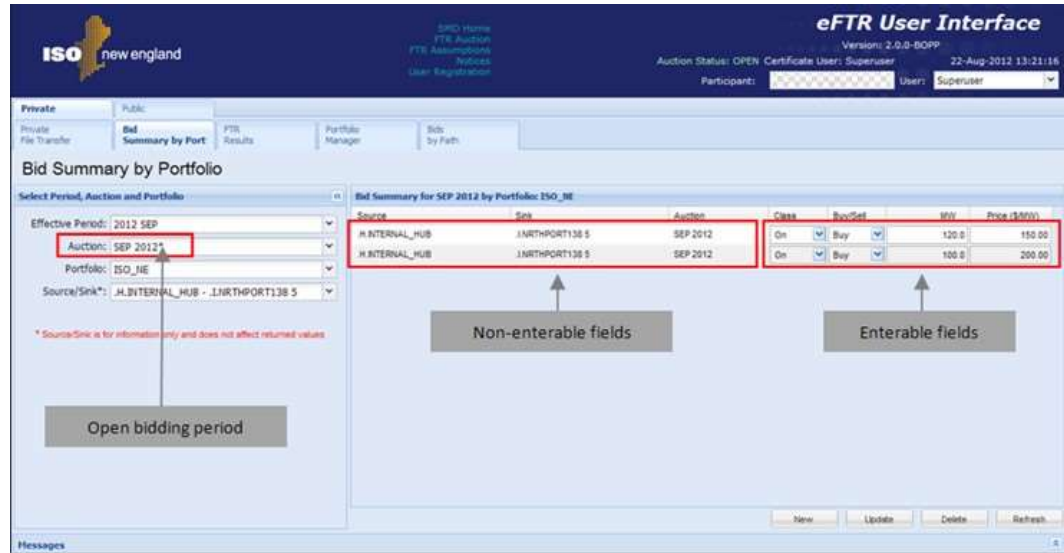 ISO new england
SMD Home
FTR Auction
FTR Assumptions
Notices
User Registration
eFTR User Interface
Version: 2.0.0-BOPP
Auction Status: OPEN Certificate User: Superuser 22-Aug-2012 13:21:16
Participant: User: Superuser
Private Public
Private File Transfer
Bid Summary by Port
FTR Results
Portfolio Manager
Bids by Path
Bid Summary by Portfolio
Select Period, Auction and Portfolio
Effective Period: 2012 SEP
Auction: SEP 2012*
Portfolio: ISO_NE
Source/Sink*: .H.INTERNAL_HUB - .I.NRTHPORT138 5
* Source/Sink is for information only and does not affect returned values
Open bidding period
Bid Summary for SEP 2012 by Portfolio: ISO_NE
Source Sink Auction Class Buy/Sell MW Price ($/MW)
.H.INTERNAL_HUB .I.NRTHPORT138 5 SEP 2012 On Buy 120.0 150.00
.H.INTERNAL_HUB .I.NRTHPORT138 5 SEP 2012 On Buy 100.0 200.00
Non-enterable fields
Enterable fields
New Update Delete Refresh
Messages